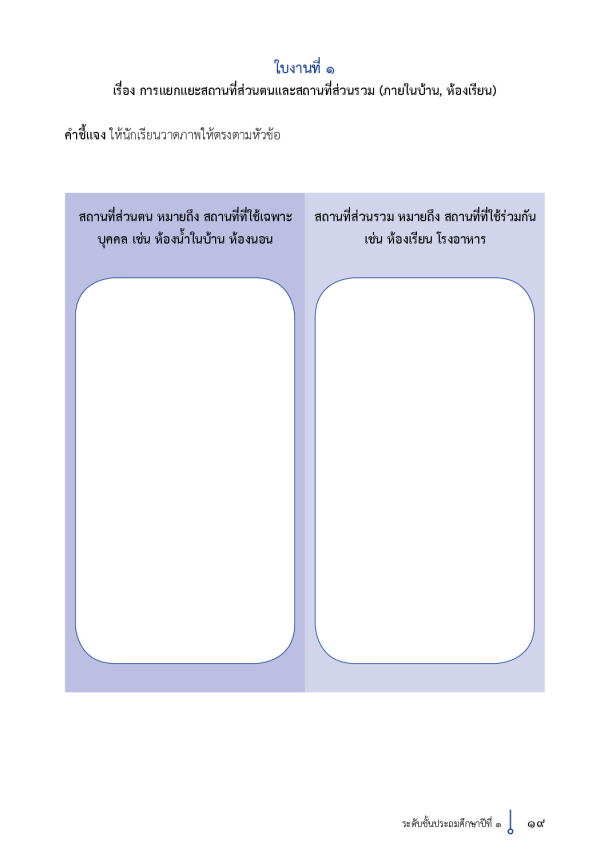 ใบงานที่ ๑
เรื่อง การแยกแยะสถานที่ส่วนตนและสถานที่ส่วนรวม (ภายในบ้าน, ห้องเรียน)
คำชี้แจง ให้นักเรียนวาดภาพให้ตรงตามหัวข้อ
สถานที่ส่วนตน หมายถึง สถานที่ที่ใช้เฉพาะ
บุคคล เช่น ห้องน้ำในบ้าน ห้องนอน
สถานที่ส่วนรวม หมายถึง สถานที่ที่ใช้ร่วมกัน
เช่น ห้องเรียน โรงอาหาร
ระดับชั้นประถมศึกษาปีที่ ๑ ๑๙